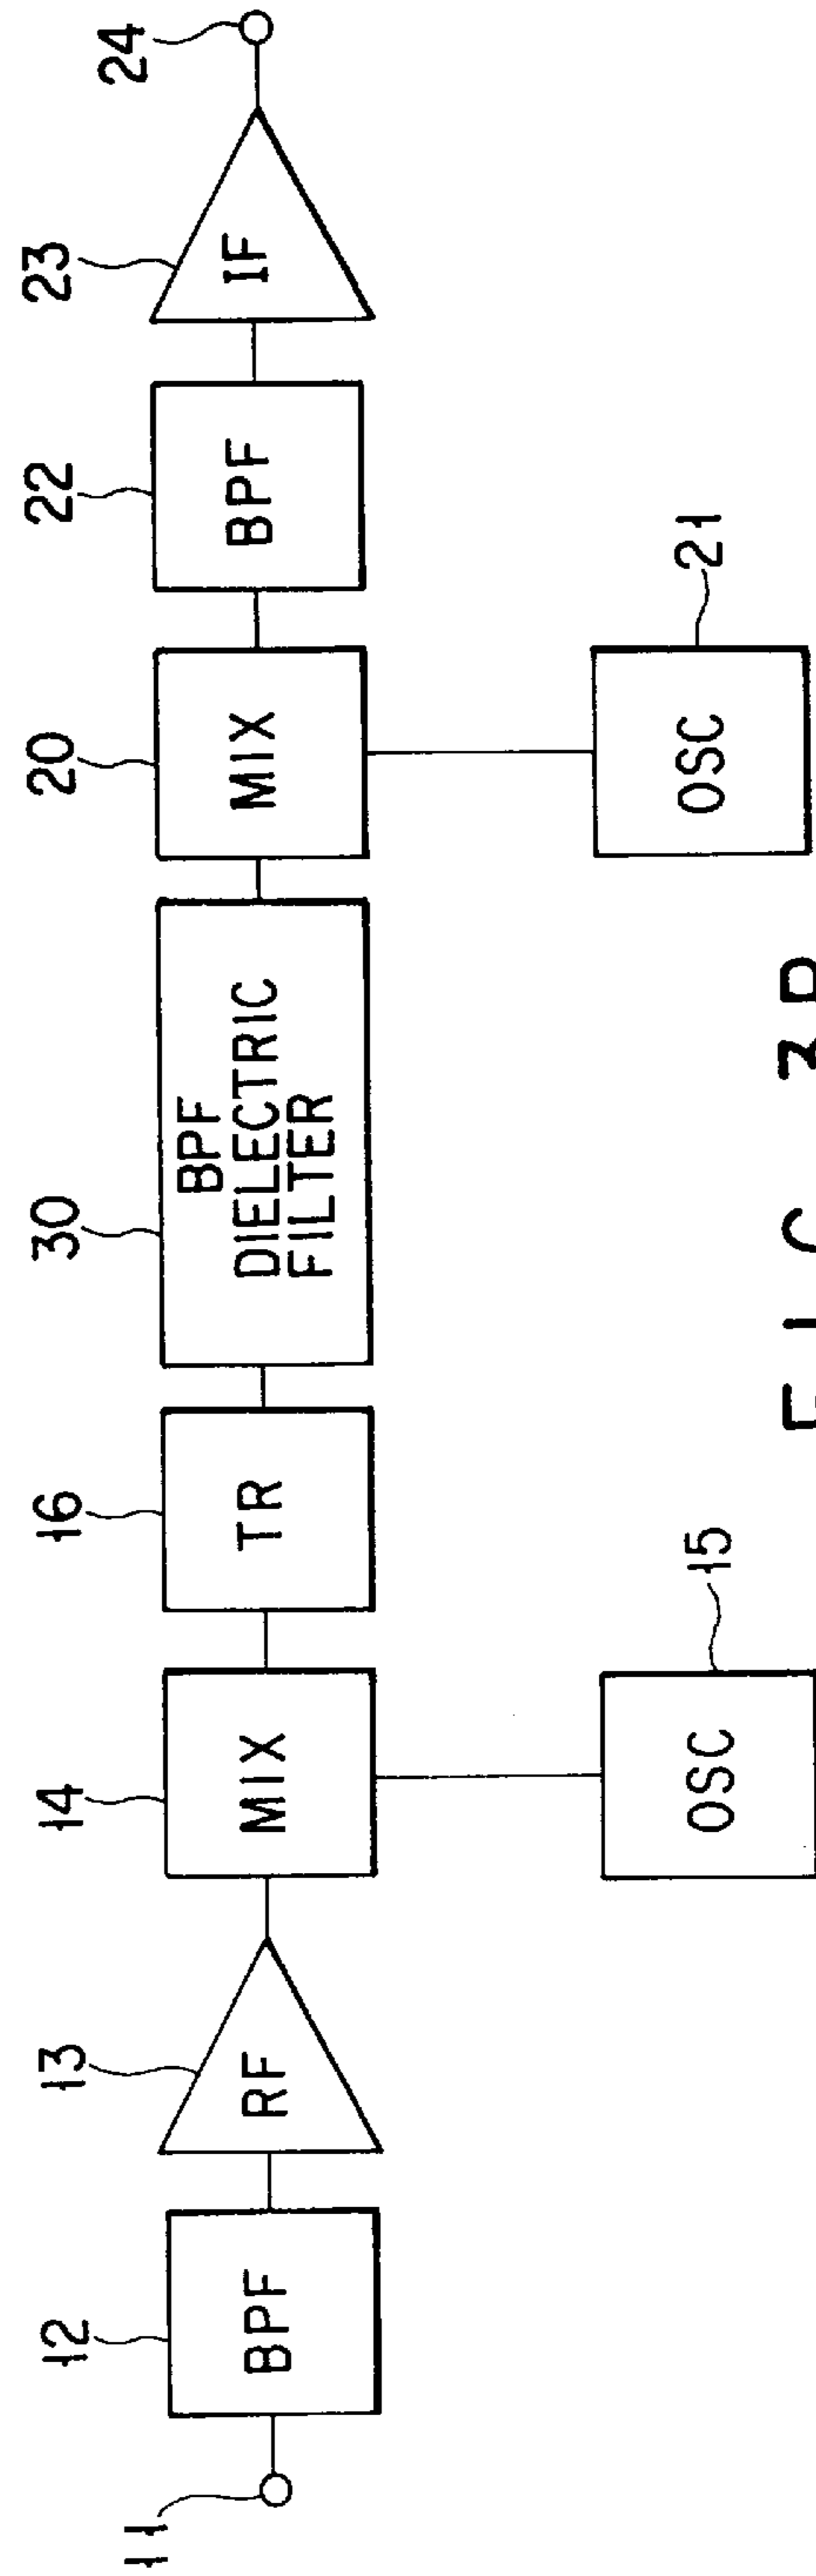 11
12
BPF
13
RF
14
MIX
15
OSC
16
TR
30
BPF
DIELECTRIC
FILTER
20
MIX
21
OSC
22
BPF
23
IF
24